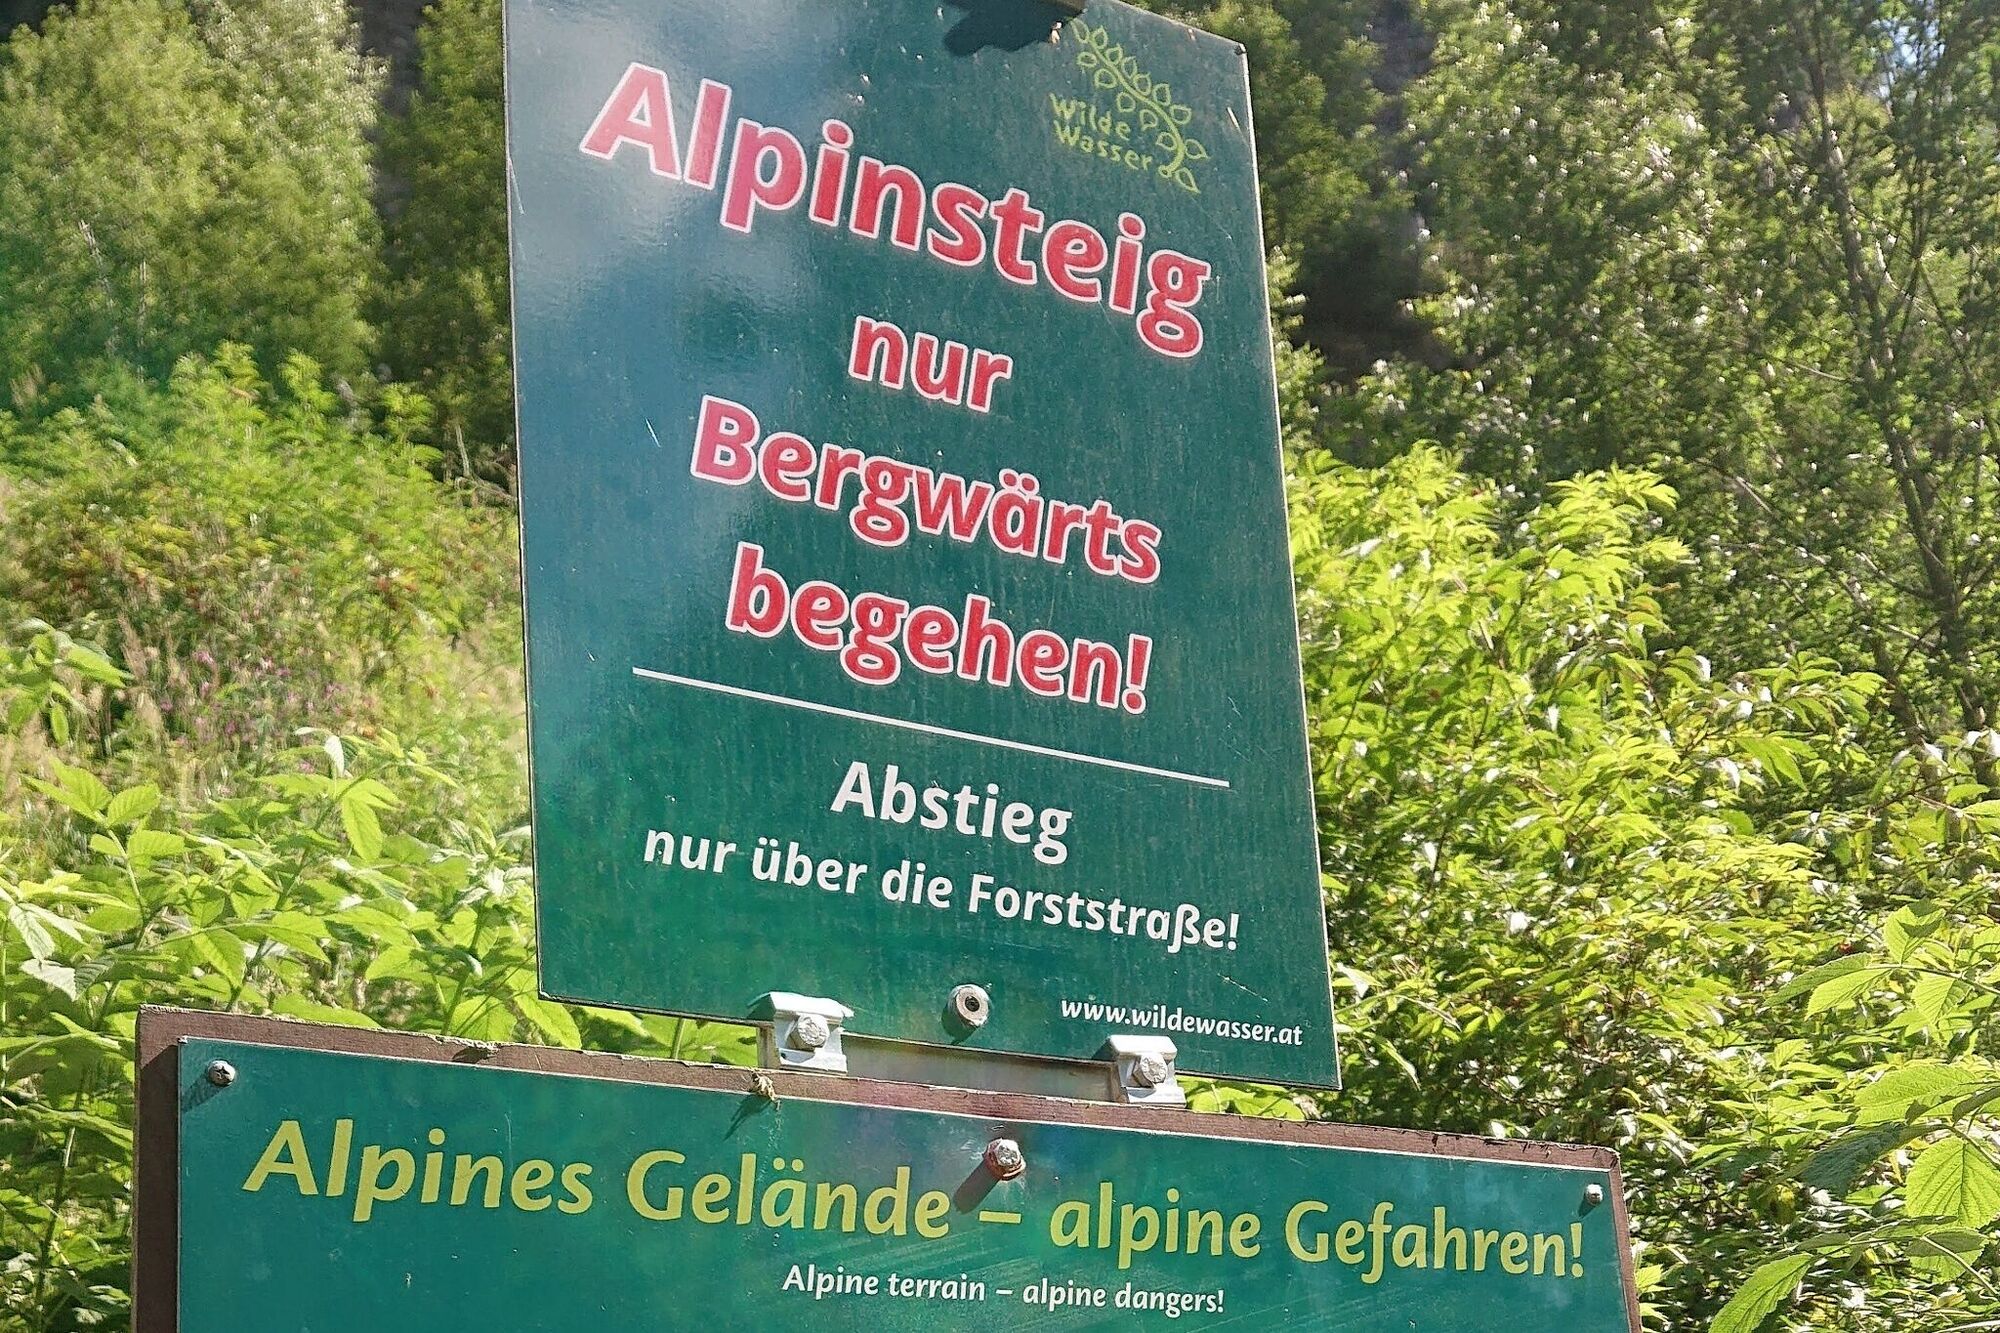 Wilde
Wasser
Alpinsteig
nur
Bergwärts
begehen!
Abstieg
nur über die Forststraße!
www.wildewasser.at
Alpines Gelände – alpine Gefahren!
Alpine terrain – alpine dangers!